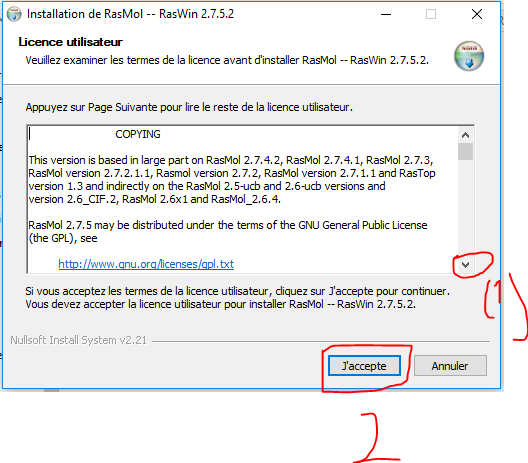 Installation de RasMol -- RasWin 2.7.5.2
Licence utilisateur
Veuillez examiner les termes de la licence avant d'installer RasMol -- RasWin 2.7.5.2.
Appuyez sur Page Suivante pour lire le reste de la licence utilisateur.
COPYING
This version is based in large part on RasMol 2.7.4.2, RasMol 2.7.4.1, RasMol 2.7.3,
RasMol version 2.7.2.1.1, Rasmol version 2.7.2, RasMol version 2.7.1.1 and RasTop
version 1.3 and indirectly on the RasMol 2.5-ucb and 2.6-ucb versions and
version 2.6_CIF.2, RasMol 2.6x1 and RasMol_2.6.4.
RasMol 2.7.5 may be distributed under the terms of the GNU General Public License
(the GPL), see
http://www.gnu.org/licenses/gpl.txt
(1)
Si vous acceptez les termes de la licence utilisateur, cliquez sur J'accepte pour continuer.
Vous devez accepter la licence utilisateur pour installer RasMol -- RasWin 2.7.5.2.
Nullsoft Install System v2.21
J'accepte
Annuler
2